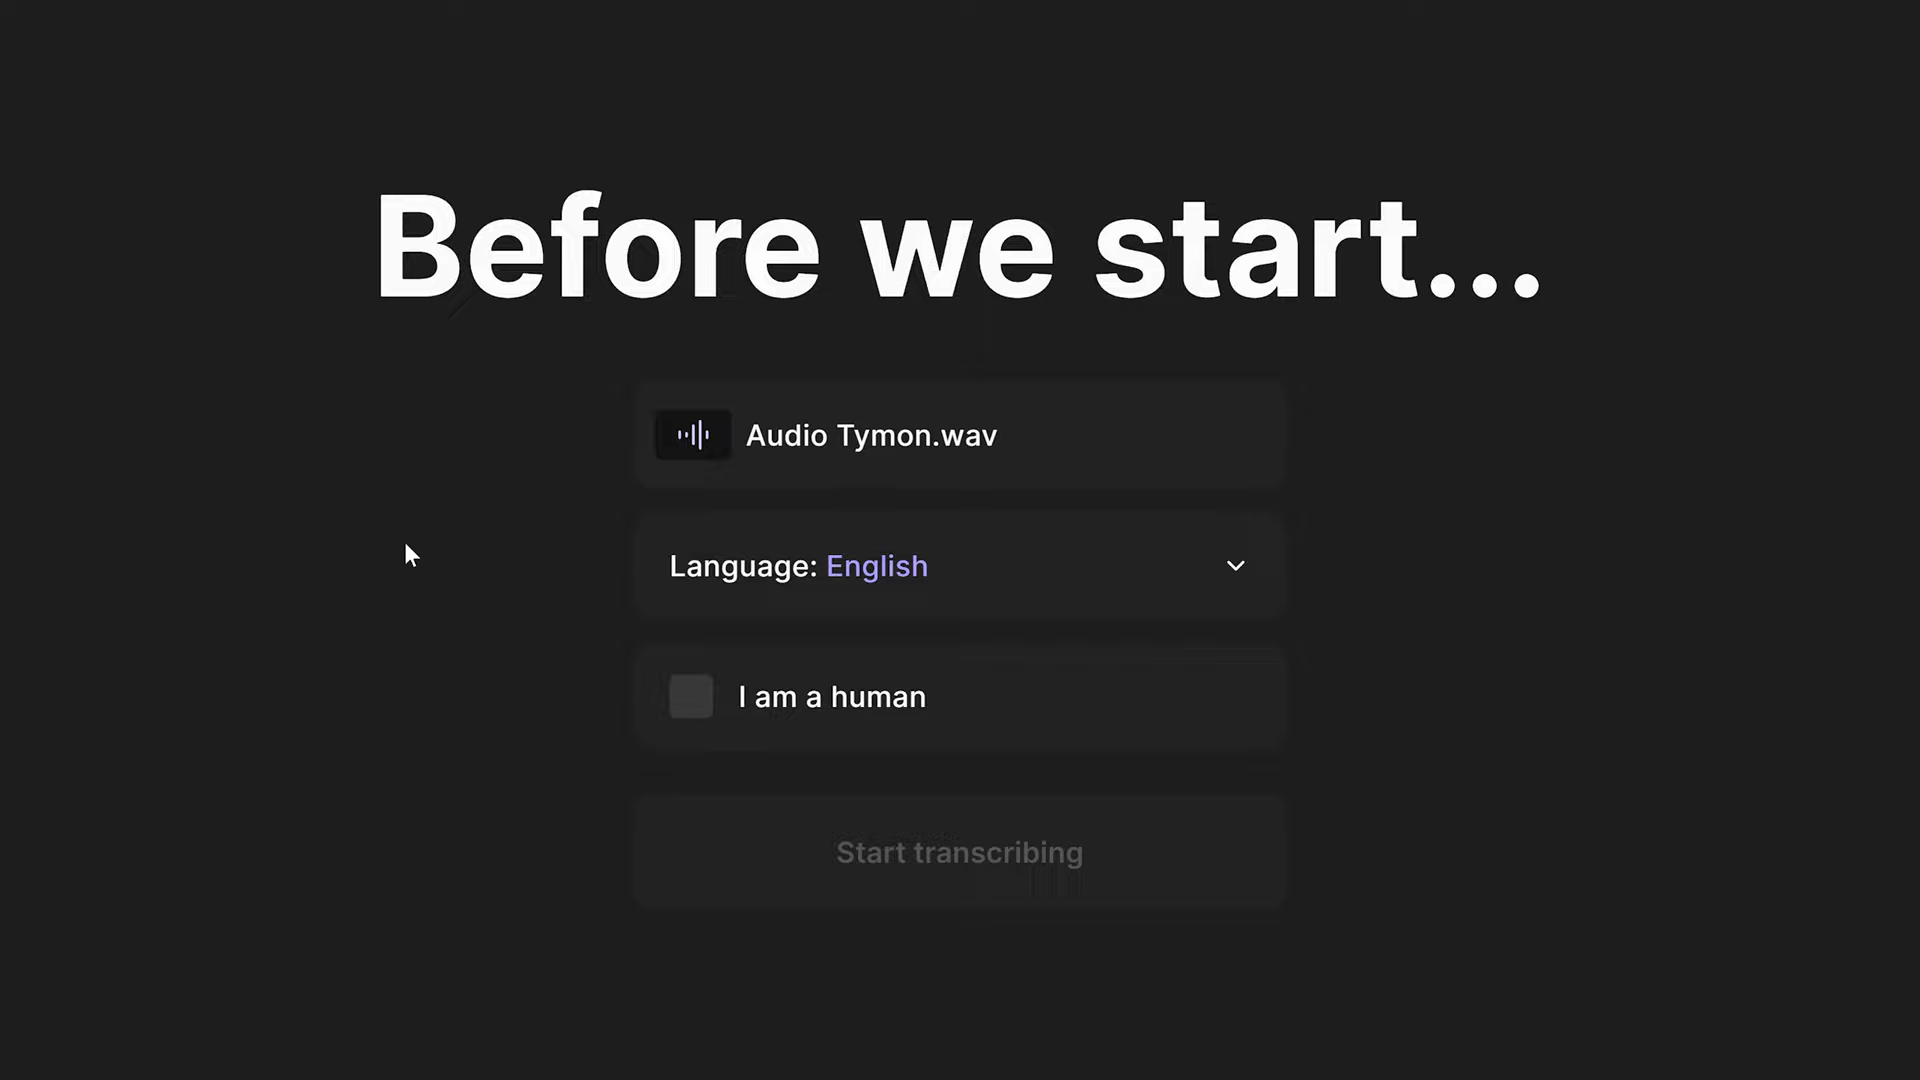 Before we start...
Audio Tymon.wav
Language: English
I am a human
Start transcribing